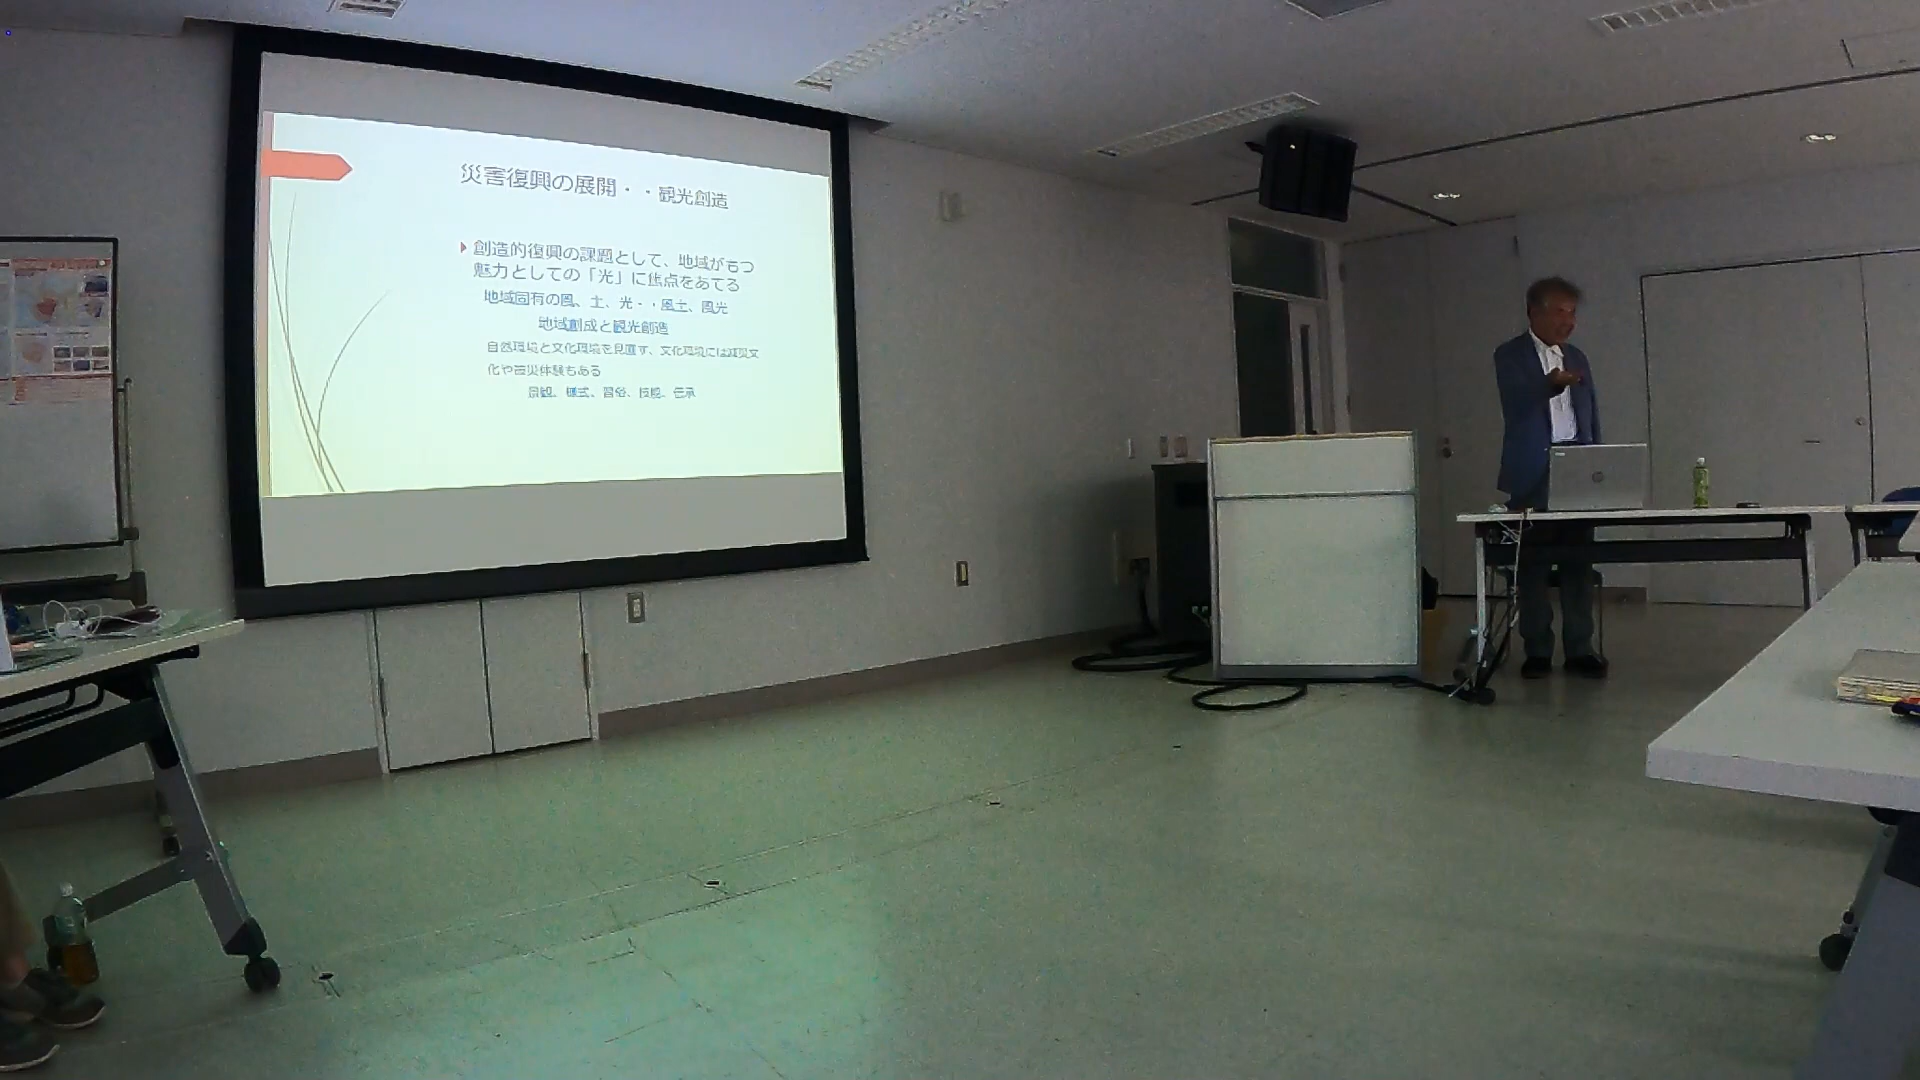 災害復興の展開・・観光創造
創造的復興の課題として、地域がもつ
魅力としての「光」に焦点をあてる
地域固有の風、土、光・・風土、風光
地域創成と観光創造
自然環境と文化環境を見直す、文化環境には減災文
化や被災体験もある
景観、様式、習俗、技能、伝承